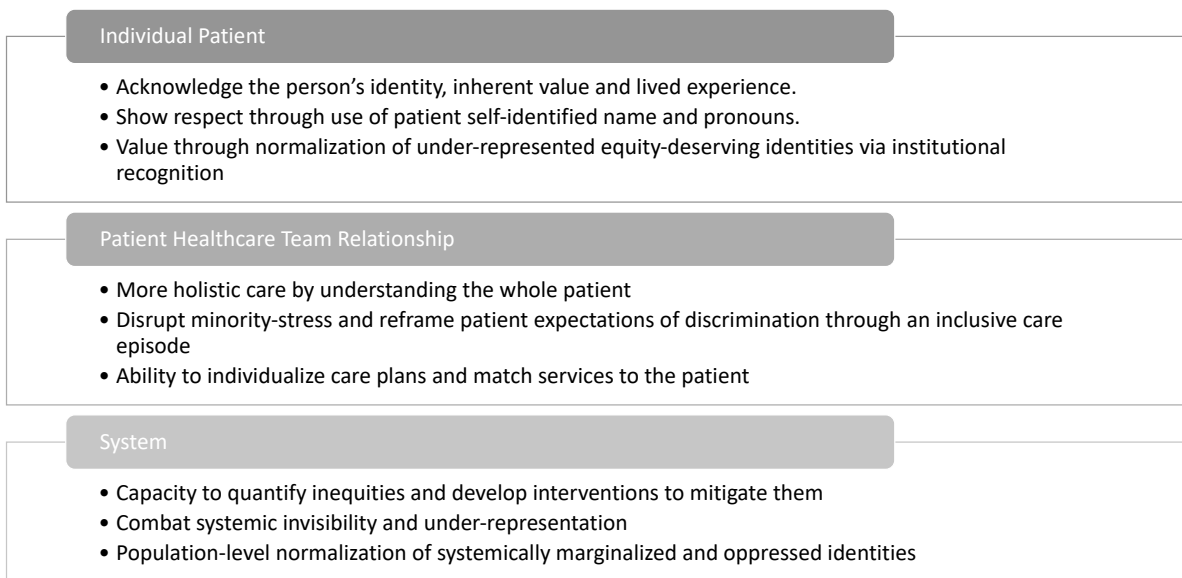 Individual Patient
• Acknowledge the person’s identity, inherent value and lived experience.
• Show respect through use of patient self-identified name and pronouns.
• Value through normalization of under-represented equity-deserving identities via institutional
recognition
Patient Healthcare Team Relationship
• More holistic care by understanding the whole patient
• Disrupt minority-stress and reframe patient expectations of discrimination through an inclusive care
episode
• Ability to individualize care plans and match services to the patient
System
• Capacity to quantify inequities and develop interventions to mitigate them
• Combat systemic invisibility and under-representation
• Population-level normalization of systemically marginalized and oppressed identities